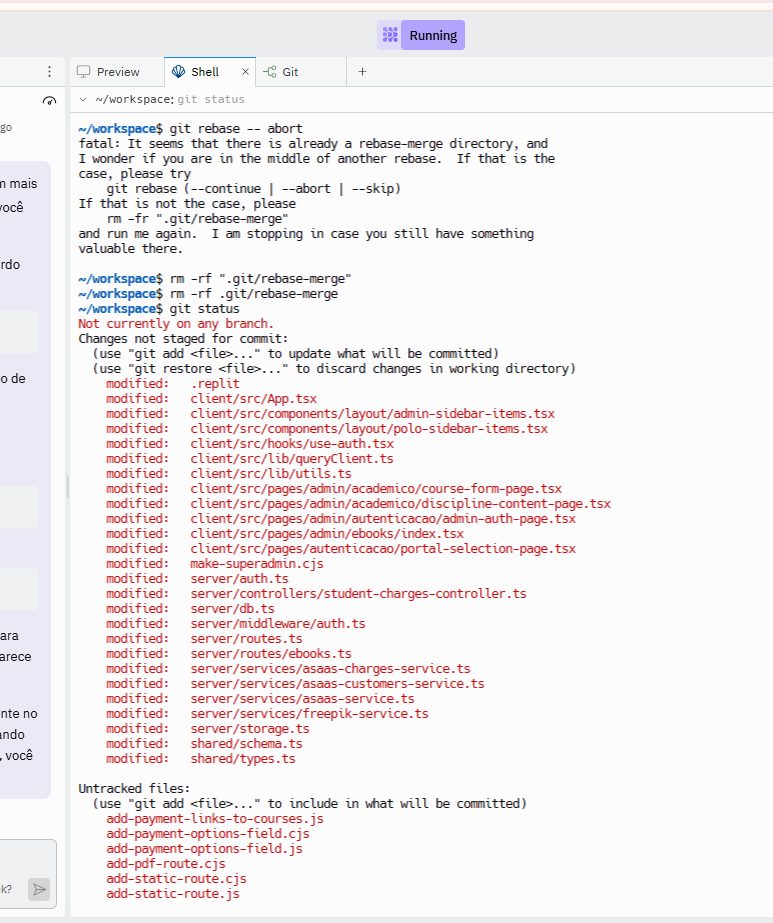 Running
Preview
Shell
Git
~/workspace: git status
go
m mais
você
rdo
o de
ara
arece
nte no
ando
, você
k?
~/workspace$ git rebase -- abort
fatal: It seems that there is already a rebase-merge directory, and
I wonder if you are in the middle of another rebase.  If that is the
case, please try
    git rebase (--continue | --abort | --skip)
If that is not the case, please
    rm -fr ".git/rebase-merge"
and run me again.  I am stopping in case you still have something
valuable there.
~/workspace$ rm -rf ".git/rebase-merge"
~/workspace$ rm -rf .git/rebase-merge
~/workspace$ git status
Not currently on any branch.
Changes not staged for commit:
  (use "git add <file>..." to update what will be committed)
  (use "git restore <file>..." to discard changes in working directory)
    modified:   .replit
    modified:   client/src/App.tsx
    modified:   client/src/components/layout/admin-sidebar-items.tsx
    modified:   client/src/components/layout/polo-sidebar-items.tsx
    modified:   client/src/hooks/use-auth.tsx
    modified:   client/src/lib/queryClient.ts
    modified:   client/src/lib/utils.ts
    modified:   client/src/pages/admin/academico/course-form-page.tsx
    modified:   client/src/pages/admin/academico/discipline-content-page.tsx
    modified:   client/src/pages/admin/autenticacao/admin-auth-page.tsx
    modified:   client/src/pages/admin/ebooks/index.tsx
    modified:   client/src/pages/autenticacao/portal-selection-page.tsx
    modified:   make-superadmin.cjs
    modified:   server/auth.ts
    modified:   server/controllers/student-charges-controller.ts
    modified:   server/db.ts
    modified:   server/middleware/auth.ts
    modified:   server/routes.ts
    modified:   server/routes/ebooks.ts
    modified:   server/services/asaas-charges-service.ts
    modified:   server/services/asaas-customers-service.ts
    modified:   server/services/asaas-service.ts
    modified:   server/services/freepik-service.ts
    modified:   server/storage.ts
    modified:   shared/schema.ts
    modified:   shared/types.ts
Untracked files:
  (use "git add <file>..." to include in what will be committed)
    add-payment-links-to-courses.js
    add-payment-options-field.cjs
    add-payment-options-field.js
    add-pdf-route.cjs
    add-static-route.cjs
    add-static-route.js